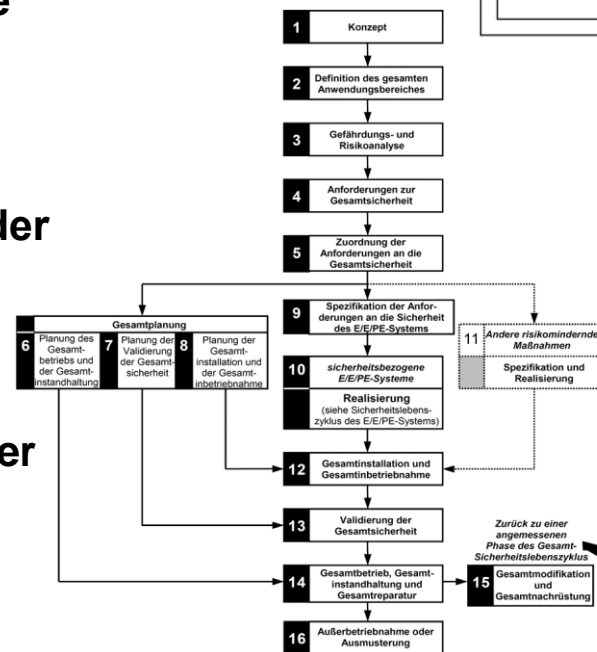 e
1 Konzept
2 Definition des gesamten
Anwendungsbereiches
3 Gefährdungs- und
Risikoanalyse
4 Anforderungen zur
Gesamtsicherheit
der
5 Zuordnung der
Anforderungen an die
Gesamtsicherheit
Gesamtplanung
6 Planung des
Gesamt-
betriebs und
der Gesamt-
instandhaltung
7 Planung der
Validierung
der Gesamt-
sicherheit
8 Planung der
Gesamt-
installation und
der Gesamt-
inbetriebnahme
9 Spezifikation der Anfor-
derungen an die Sicherheit
des E/E/PE-Systems
10 sicherheitsbezogene
E/E/PE-Systeme
Realisierung
(siehe Sicherheitslebens-
zyklus des E/E/PE-Systems)
11 Andere risikomindernde
Maßnahmen
Spezifikation und
Realisierung
er
12 Gesamtinstallation und
Gesamtinbetriebnahme
13 Validierung der
Gesamtsicherheit
Zurück zu einer
angemessenen
Phase des Gesamt-
Sicherheitslebenszyklus
14 Gesamtbetrieb, Gesamt-
instandhaltung und
Gesamtreparatur
15 Gesamtmodifikation
und
Gesamtnachrüstung
16 Außerbetriebnahme oder
Ausmusterung